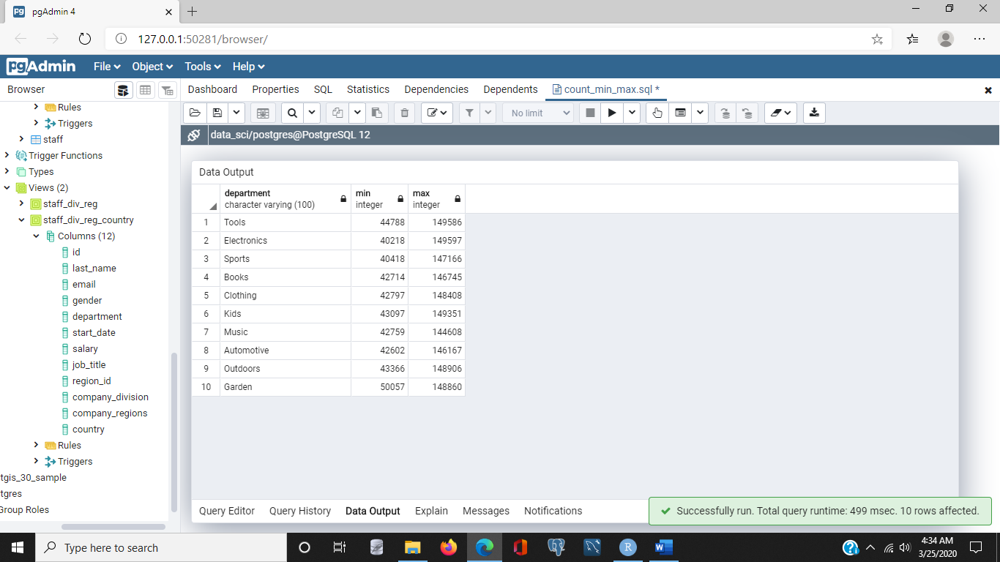 pgAdmin 4
127.0.0.1:50281/browser/
pgAdmin File Object Tools Help
Browser
Dashboard Properties SQL Statistics Dependencies Dependents count_min_max.sql *
No limit
data_sci/postgres@PostgreSQL 12
Rules
Triggers
staff
Trigger Functions
Types
Views (2)
staff_div_reg
staff_div_reg_country
Columns (12)
id
last_name
email
gender
department
start_date
salary
job_title
region_id
company_division
company_regions
country
Rules
Triggers
tgis_30_sample
tgres
Group Roles
Data Output
department min max
character varying (100) integer integer
1 Tools 44788 149586
2 Electronics 40218 149597
3 Sports 40418 147166
4 Books 42714 146745
5 Clothing 42797 148408
6 Kids 43097 149351
7 Music 42759 144608
8 Automotive 42602 146167
9 Outdoors 43366 148906
10 Garden 50057 148860
Query Editor Query History Data Output Explain Messages Notifications
Successfully run. Total query runtime: 499 msec. 10 rows affected.
Type here to search
4:34 AM
3/25/2020